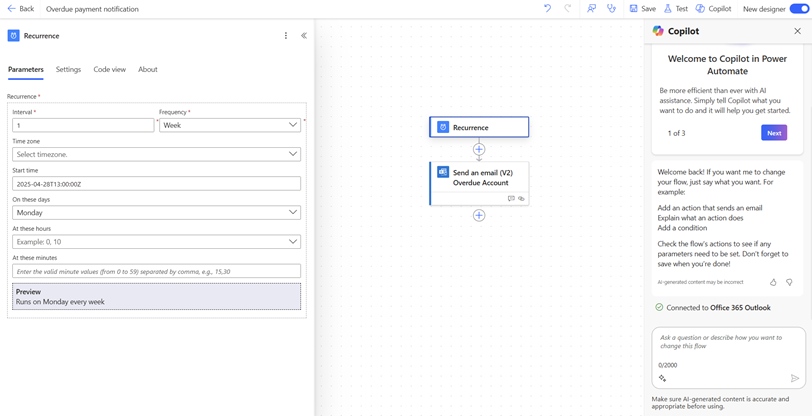 Back
Overdue payment notification
Save
Test
Copilot
New designer
Recurrence
Parameters
Settings
Code view
About
Recurrence *
Interval *
Frequency *
1
*
Week
*
Time zone
Select timezone.
Start time
2025-04-28T13:00:00Z
On these days
Monday
At these hours
Example: 0, 10
At these minutes
Enter the valid minute values (from 0 to 59) separated by comma, e.g., 15,30
Preview
Runs on Monday every week
Recurrence
Send an email (V2)
Overdue Account
Copilot
Welcome to Copilot in Power
Automate
Be more efficient than ever with AI
assistance. Simply tell Copilot what you
want to do and it will help you get started.
1 of 3
Next
Welcome back! If you want me to change
your flow, just say what you want. For
example:
Add an action that sends an email
Explain what an action does
Add a condition
Check the flow's actions to see if any
parameters need to be set. Don't forget to
save when you're done!
AI-generated content may be incorrect
Connected to Office 365 Outlook
Ask a question or describe how you want to
change this flow
0/2000
Make sure AI-generated content is accurate and
appropriate before using.